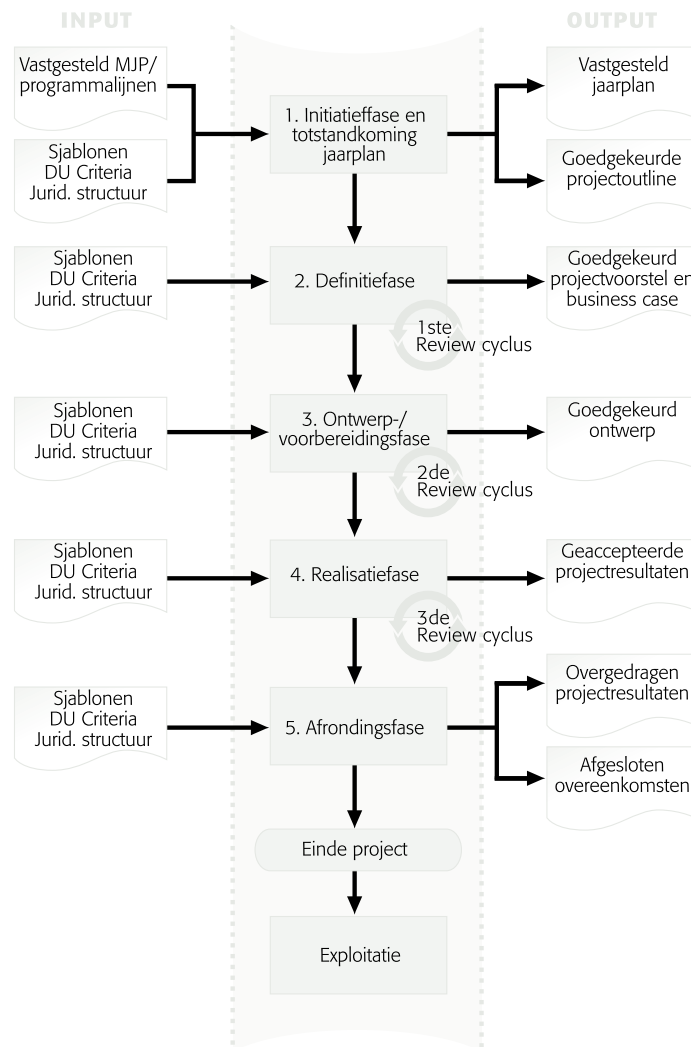 INPUT
OUTPUT
Vastgesteld MJP/
programmalijnen
Sjablonen
DU Criteria
Jurid. structuur
1. Initiatieffase en
totstandkoming
jaarplan
Vastgesteld
jaarplan
Goedgekeurde
projectoutline
Sjablonen
DU Criteria
Jurid. structuur
2. Definitiefase
Goedgekeurd
projectvoorstel en
business case
1ste
Review cyclus
Sjablonen
DU Criteria
Jurid. structuur
3. Ontwerp-/
voorbereidingsfase
Goedgekeurd
ontwerp
2de
Review cyclus
Sjablonen
DU Criteria
Jurid. structuur
4. Realisatiefase
Geaccepteerde
projectresultaten
3de
Review cyclus
Sjablonen
DU Criteria
Jurid. structuur
5. Afrondingsfase
Overgedragen
projectresultaten
Afgesloten
overeenkomsten
Einde project
Exploitatie